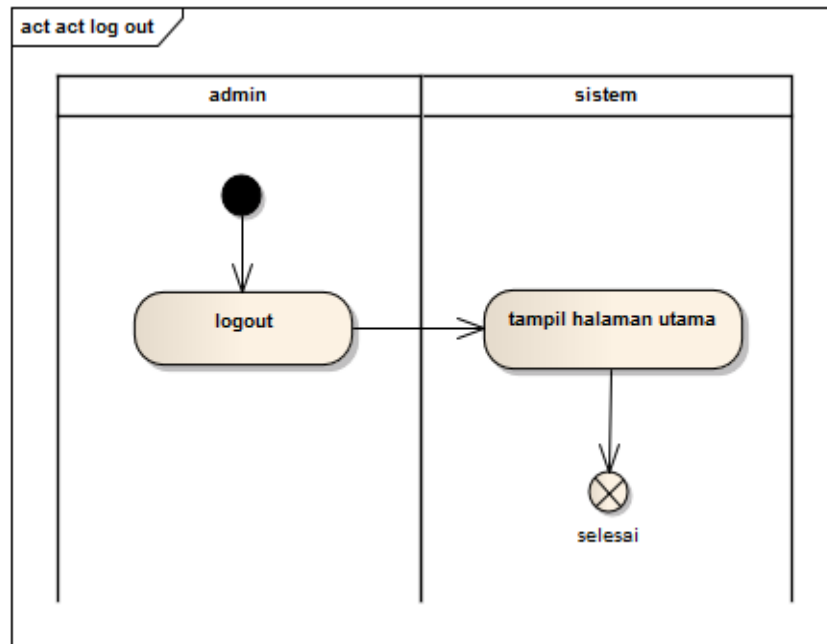 act act log out
admin
sistem
logout
tampil halaman utama
selesai